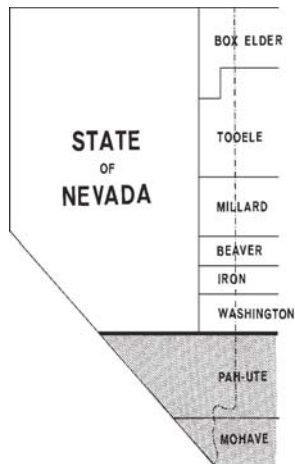 BOX ELDER
TOOELE
STATE
OF
NEVADA
MILLARD
BEAVER
IRON
WASHINGTON
PAH-UTE
MOHAVE